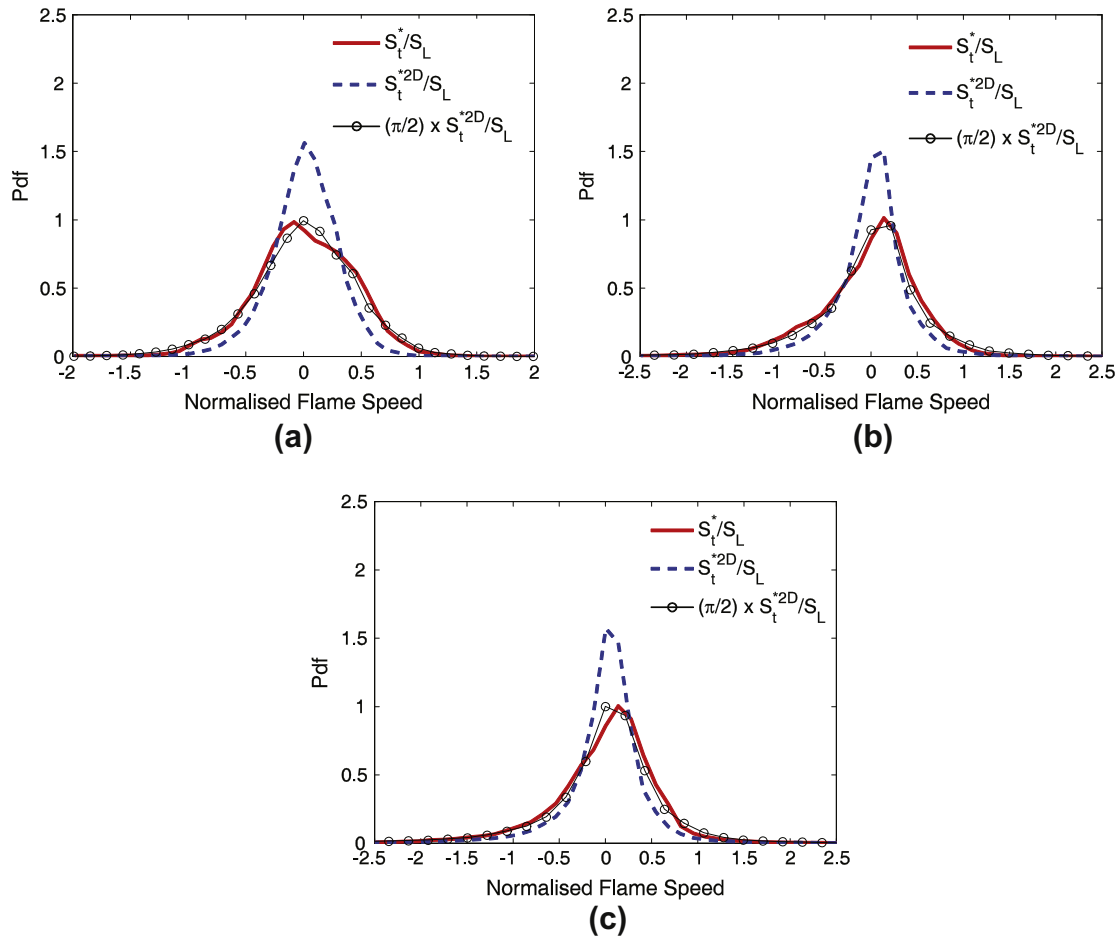 2.5
2
1.5
1
0.5
0
Pdf
S_t^*/S_L
S_t^{*2D}/S_L
(π/2) x S_t^{*2D}/S_L
-2 -1.5 -1 -0.5 0 0.5 1 1.5 2
Normalised Flame Speed
(a)
2.5
2
1.5
1
0.5
0
Pdf
S_t^*/S_L
S_t^{*2D}/S_L
(π/2) x S_t^{*2D}/S_L
-2.5 -2 -1.5 -1 -0.5 0 0.5 1 1.5 2 2.5
Normalised Flame Speed
(b)
2.5
2
1.5
1
0.5
0
Pdf
S_t^*/S_L
S_t^{*2D}/S_L
(π/2) x S_t^{*2D}/S_L
-2.5 -2 -1.5 -1 -0.5 0 0.5 1 1.5 2 2.5
Normalised Flame Speed
(c)